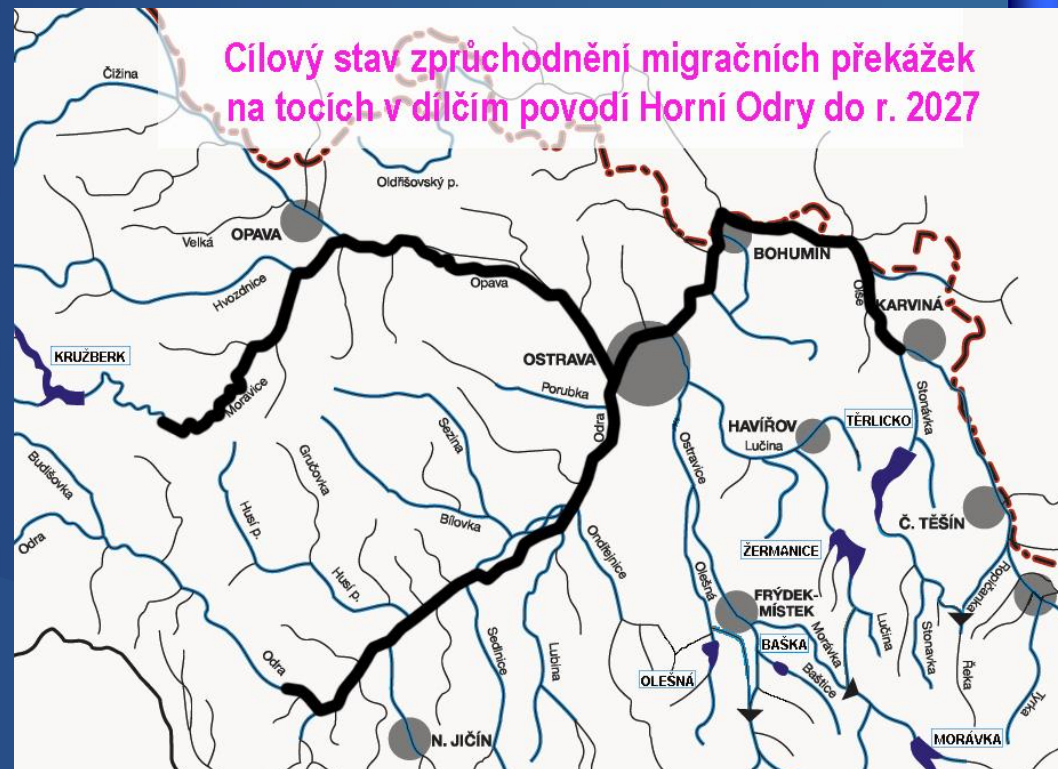 Cílový stav zprůchodnění migračních překážek
na tocích v dílčím povodí Horní Odry do r. 2027
Čižina
Oldřišovský p.
Velká
OPAVA
Hvozdnice
Opava
BOHUMÍN
Olše
KARVINÁ
KRUŽBERK
Moravice
OSTRAVA
Porubka
Odra
Stonávka
HAVÍŘOV
Lučina
TĚRLICKO
Budišovka
Gručovka
Sezina
Ostravice
Odra
Husí p.
Bílovka
Č. TĚŠÍN
Ondřejnice
ŽERMANICE
Husí p.
Olešná
FRÝDEK-
MÍSTEK
Ropičanka
Odra
Sedlnice
Lubina
BAŠKA
Morávka
Lučina
Stonavka
Řeka
OLEŠNÁ
Baštice
Tyrka
N. JIČÍN
MORÁVKA